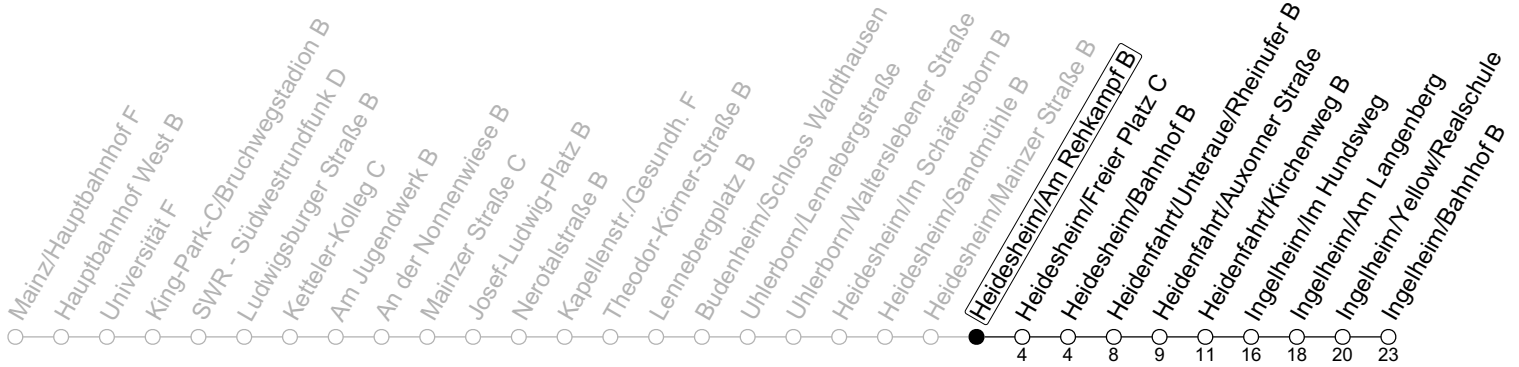 Mainz/Hauptbahnhof F
Hauptbahnhof West B
Universität F
King-Park-C/Bruchwegstadion B
SWR - Südwestrundfunk D
Ludwigsburger Straße B
Ketteler-Kolleg C
Am Jugendwerk B
An der Nonnenwiese B
Mainzer Straße C
Josef-Ludwig-Platz B
Nerotalstraße B
Kapellenstr./Gesundh. F
Theodor-Körner-Straße B
Lennebergplatz B
Budenheim/Schloss Waldthausen
Uhlerborn/Lennebergstraße
Uhlerborn/Walterslebener Straße
Heidesheim/Im Schäfersborn B
Heidesheim/Sandmühle B
Heidesheim/Mainzer Straße B
Heidesheim/Am Rehkampf B
Heidesheim/Freier Platz C
Heidesheim/Bahnhof B
Heidenfahrt/Unteraue/Rheinufer B
Heidenfahrt/Auxonner Straße
Heidenfahrt/Kirchenweg B
Ingelheim/Im Hundsweg
Ingelheim/Am Langenberg
Ingelheim/Yellow/Realschule
Ingelheim/Bahnhof B
4 4 8 9 11 16 18 20 23